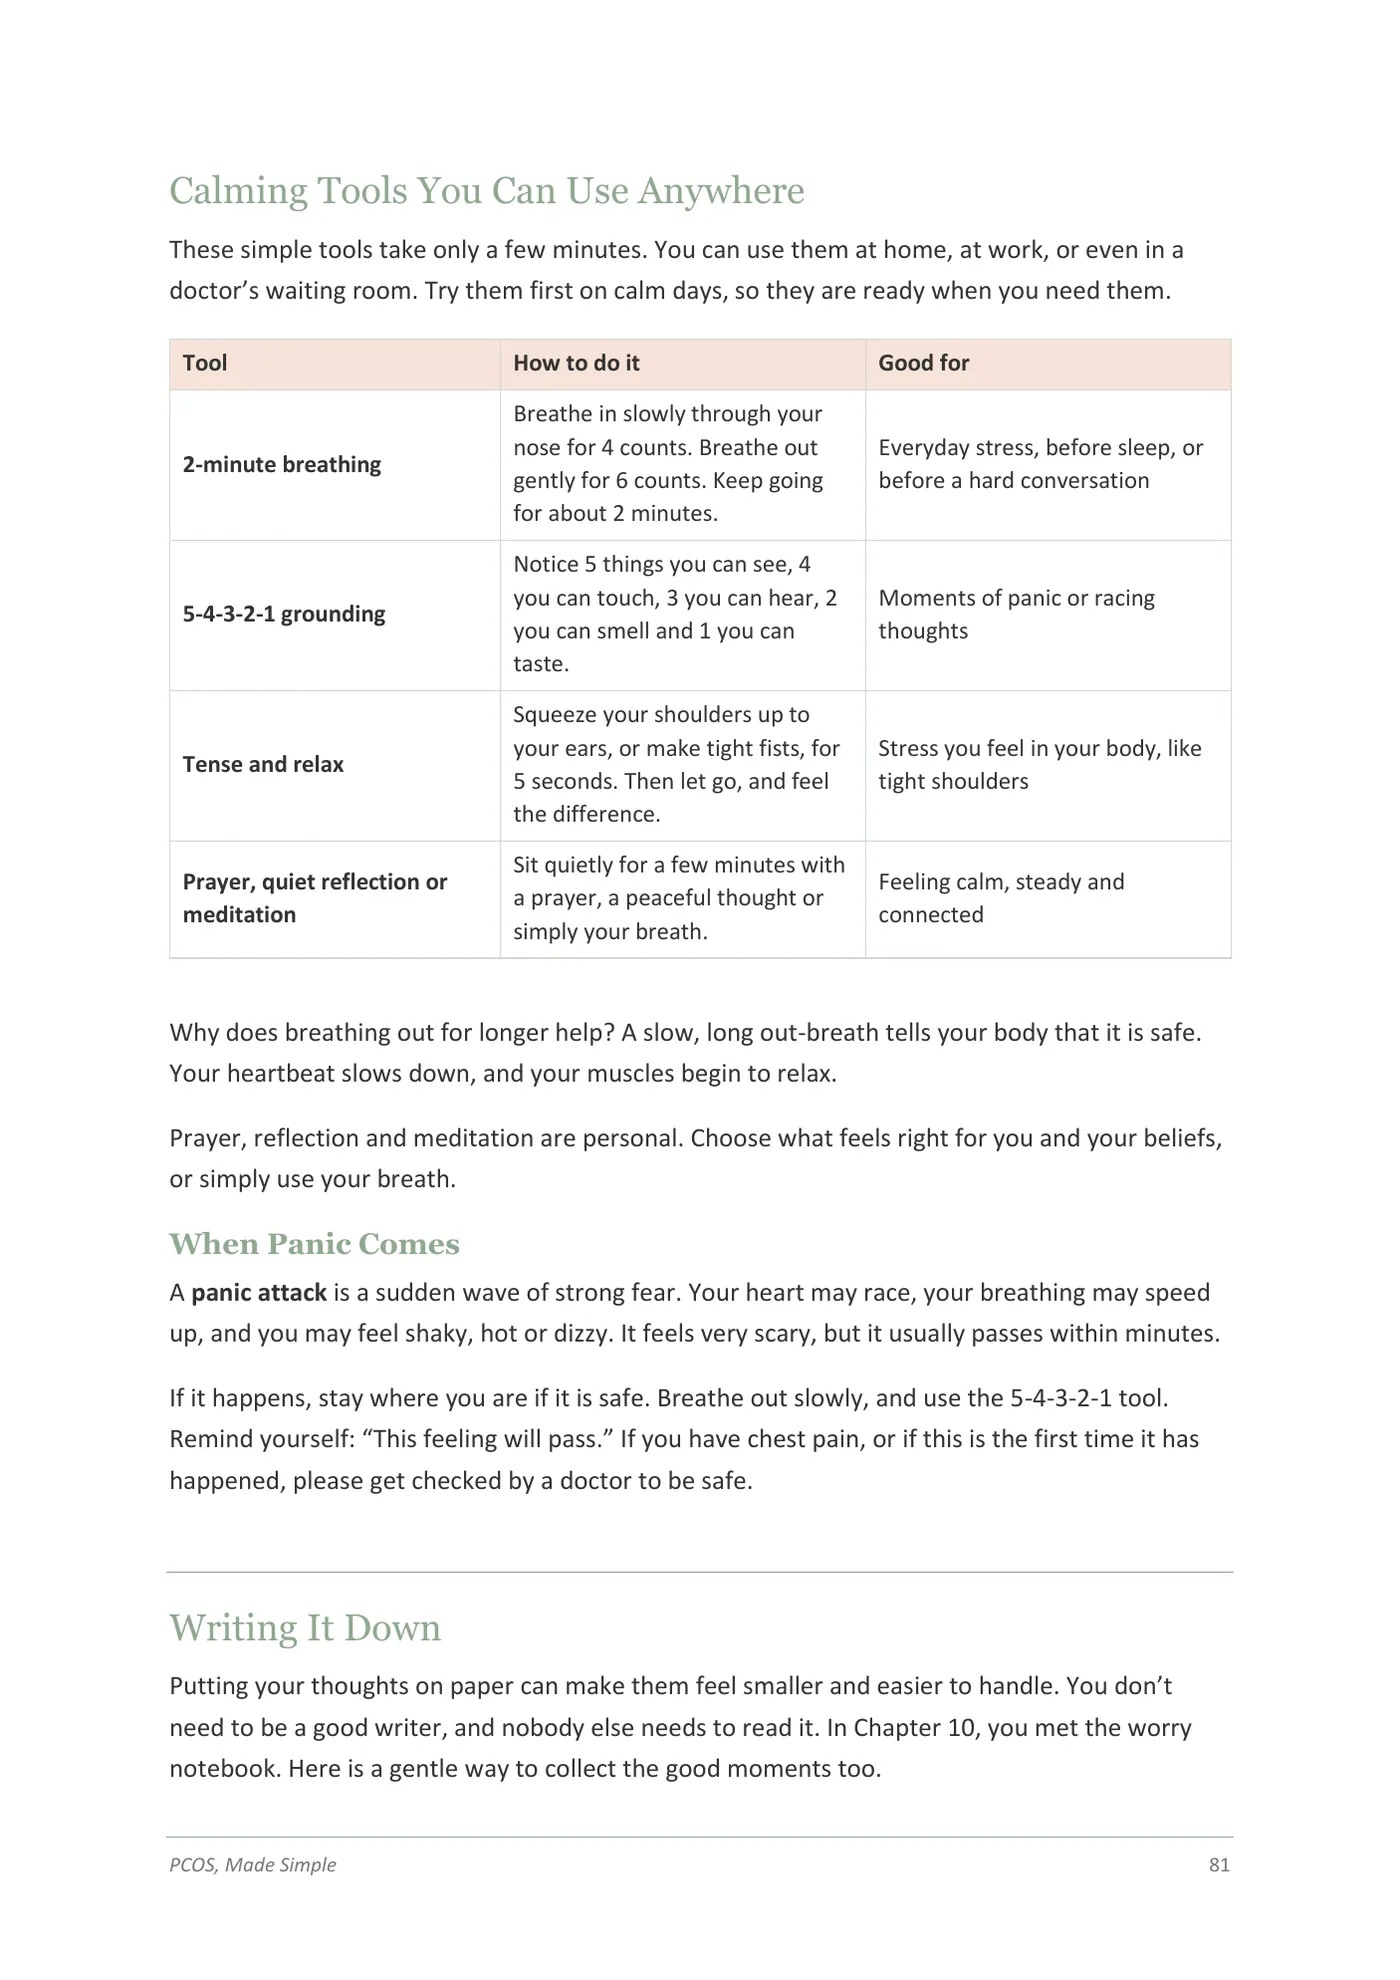 Calming Tools You Can Use Anywhere
These simple tools take only a few minutes. You can use them at home, at work, or even in a
doctor’s waiting room. Try them first on calm days, so they are ready when you need them.
Tool
How to do it
Good for
2-minute breathing
Breathe in slowly through your
nose for 4 counts. Breathe out
gently for 6 counts. Keep going
for about 2 minutes.
Everyday stress, before sleep, or
before a hard conversation
5-4-3-2-1 grounding
Notice 5 things you can see, 4
you can touch, 3 you can hear, 2
you can smell and 1 you can
taste.
Moments of panic or racing
thoughts
Tense and relax
Squeeze your shoulders up to
your ears, or make tight fists, for
5 seconds. Then let go, and feel
the difference.
Stress you feel in your body, like
tight shoulders
Prayer, quiet reflection or
meditation
Sit quietly for a few minutes with
a prayer, a peaceful thought or
simply your breath.
Feeling calm, steady and
connected
Why does breathing out for longer help? A slow, long out-breath tells your body that it is safe.
Your heartbeat slows down, and your muscles begin to relax.
Prayer, reflection and meditation are personal. Choose what feels right for you and your beliefs,
or simply use your breath.
When Panic Comes
A panic attack is a sudden wave of strong fear. Your heart may race, your breathing may speed
up, and you may feel shaky, hot or dizzy. It feels very scary, but it usually passes within minutes.
If it happens, stay where you are if it is safe. Breathe out slowly, and use the 5-4-3-2-1 tool.
Remind yourself: “This feeling will pass.” If you have chest pain, or if this is the first time it has
happened, please get checked by a doctor to be safe.
Writing It Down
Putting your thoughts on paper can make them feel smaller and easier to handle. You don’t
need to be a good writer, and nobody else needs to read it. In Chapter 10, you met the worry
notebook. Here is a gentle way to collect the good moments too.
PCOS, Made Simple
81